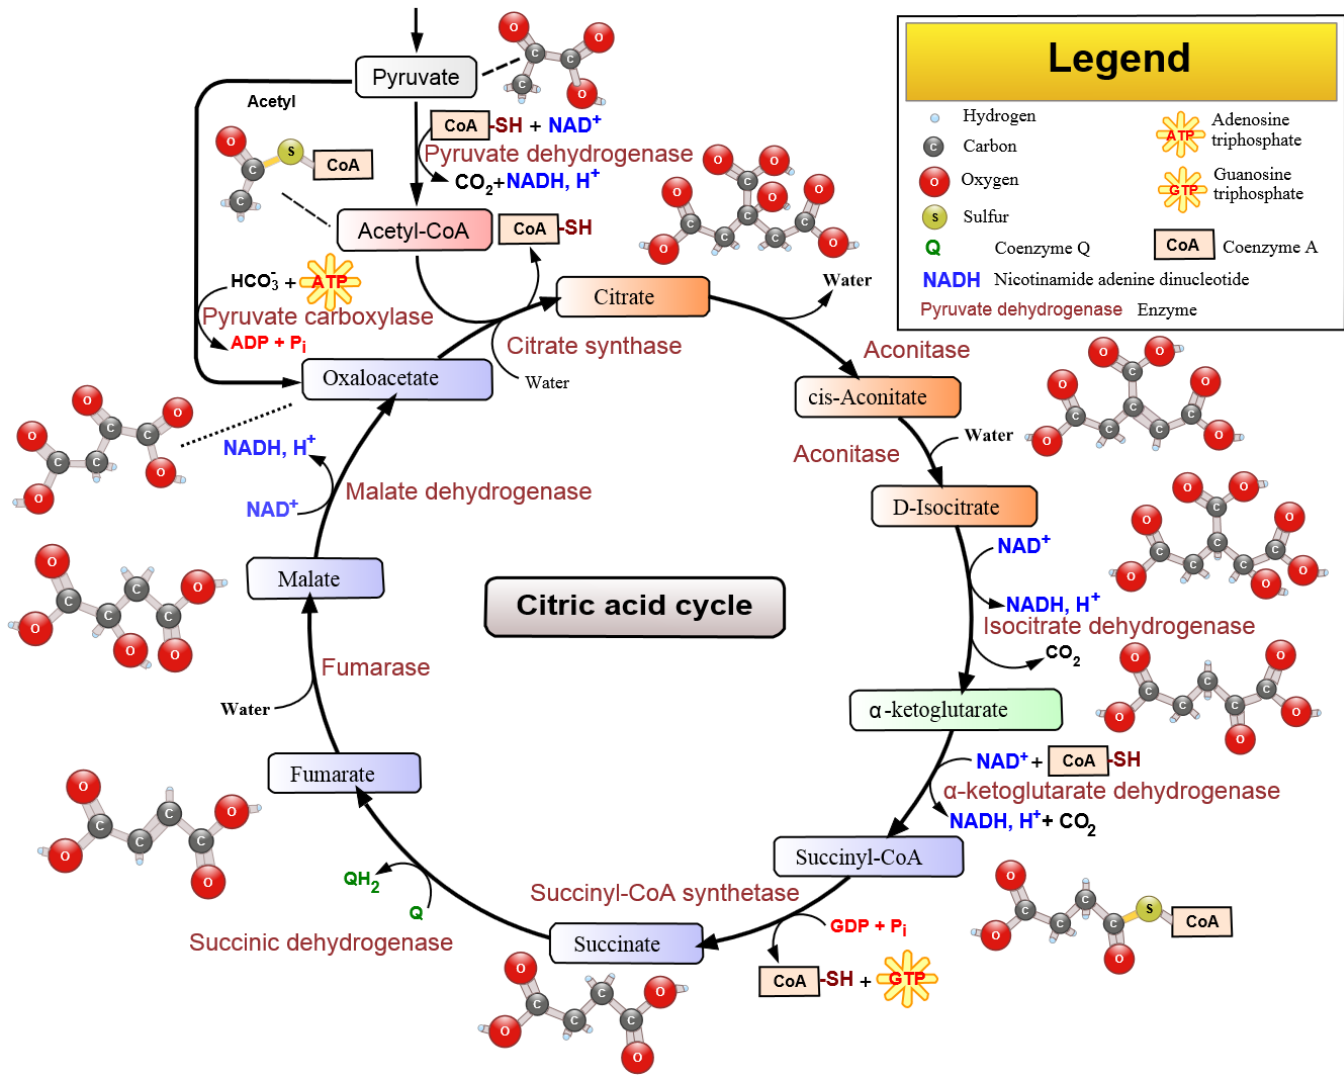 Legend
Hydrogen
Carbon
Oxygen
Sulfur
Q Coenzyme Q
NADH Nicotinamide adenine dinucleotide
Pyruvate dehydrogenase Enzyme
ATP Adenosine
triphosphate
GTP Guanosine
triphosphate
CoA Coenzyme A
Pyruvate
Acetyl
CoA
CoA-SH + NAD⁺
Pyruvate dehydrogenase
CO₂+NADH, H⁺
Acetyl-CoA
CoA-SH
HCO₃⁻ + ATP
Pyruvate carboxylase
ADP + Pᵢ
Citrate
Water
Citrate synthase
Water
Aconitase
Oxaloacetate
cis-Aconitate
Water
Aconitase
D-Isocitrate
NAD⁺
NADH, H⁺
Isocitrate dehydrogenase
CO₂
α-ketoglutarate
NAD⁺ + CoA-SH
α-ketoglutarate dehydrogenase
NADH, H⁺ + CO₂
Succinyl-CoA
CoA
Succinyl-CoA synthetase
GDP + Pᵢ
CoA-SH + GTP
Succinate
Q
QH₂
Succinic dehydrogenase
Fumarate
Water
Fumarase
Malate
NAD⁺
NADH, H⁺
Malate dehydrogenase
Citric acid cycle